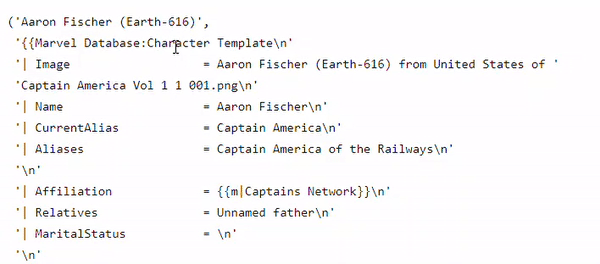 ('Aaron Fischer (Earth-616)',
'{{Marvel Database:Character Template\n'
'| Image = Aaron Fischer (Earth-616) from United States of '
'Captain America Vol 1 1 001.png\n'
'| Name = Aaron Fischer\n'
'| CurrentAlias = Captain America\n'
'| Aliases = Captain America of the Railways\n'
'\n'
'| Affiliation = {{m|Captains Network}}\n'
'| Relatives = Unnamed father\n'
'| MaritalStatus = \n'
'\n'